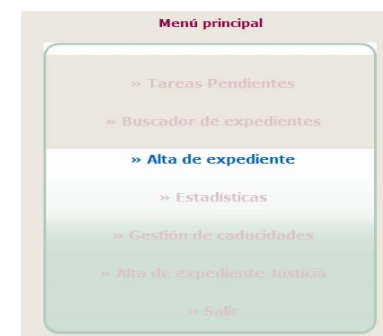 Menú principal
» Tareas Pendientes
» Buscador de expedientes
» Alta de expediente
» Estadísticas
» Gestión de caducidades
» Alta de expediente Justicia
» Salir